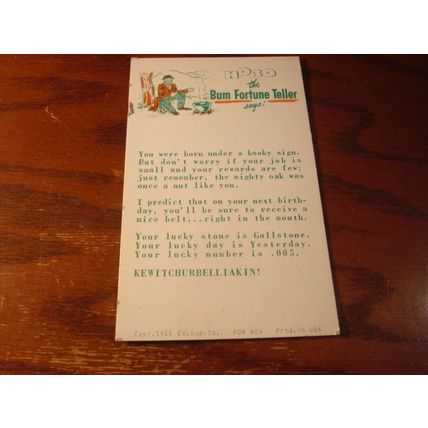 HOBO
the
Bum Fortune Teller
says:
You were born under a kooky sign.
But don't worry if your job is
small and your rewards are few;
just remember, the mighty oak was
once a nut like you.
I predict that on your next birth-
day, you'll be sure to receive a
nice belt...right in the mouth.
Your lucky stone is Gallstone.
Your lucky day is Yesterday.
Your lucky number is .005.
KEWITCHURBELLIAKIN!
Copr. Ex.Sup.Co. FOR MEN Prtd.in USA